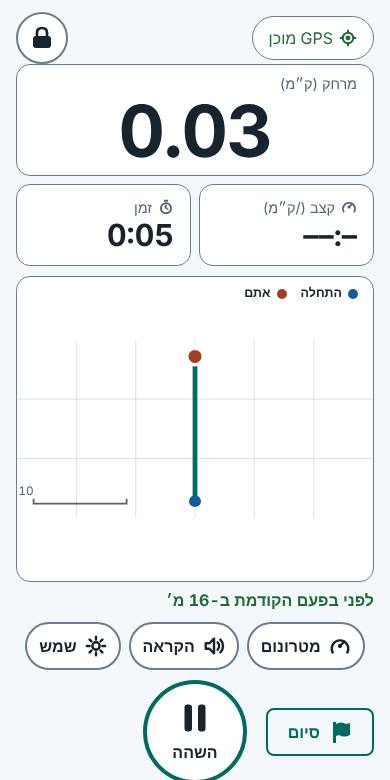 GPS מוכן
מרחק (ק״מ)
0.03
קצב (/ק״מ)
—:—
זמן
0:05
התחלה
אתם
10
לפני בפעם הקודמת ב-16 מ׳
מטרונום
הקראה
שמש
סיום
השהה